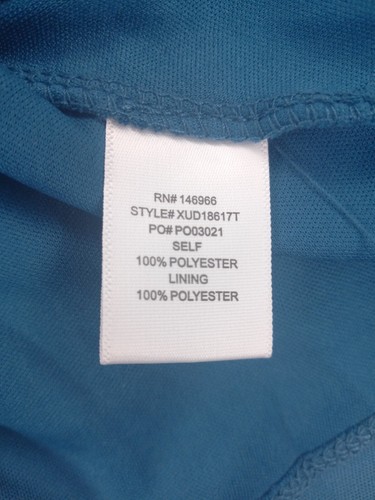 RN# 146966
STYLE# XUD18617T
PO# PO03021
SELF
100% POLYESTER
LINING
100% POLYESTER